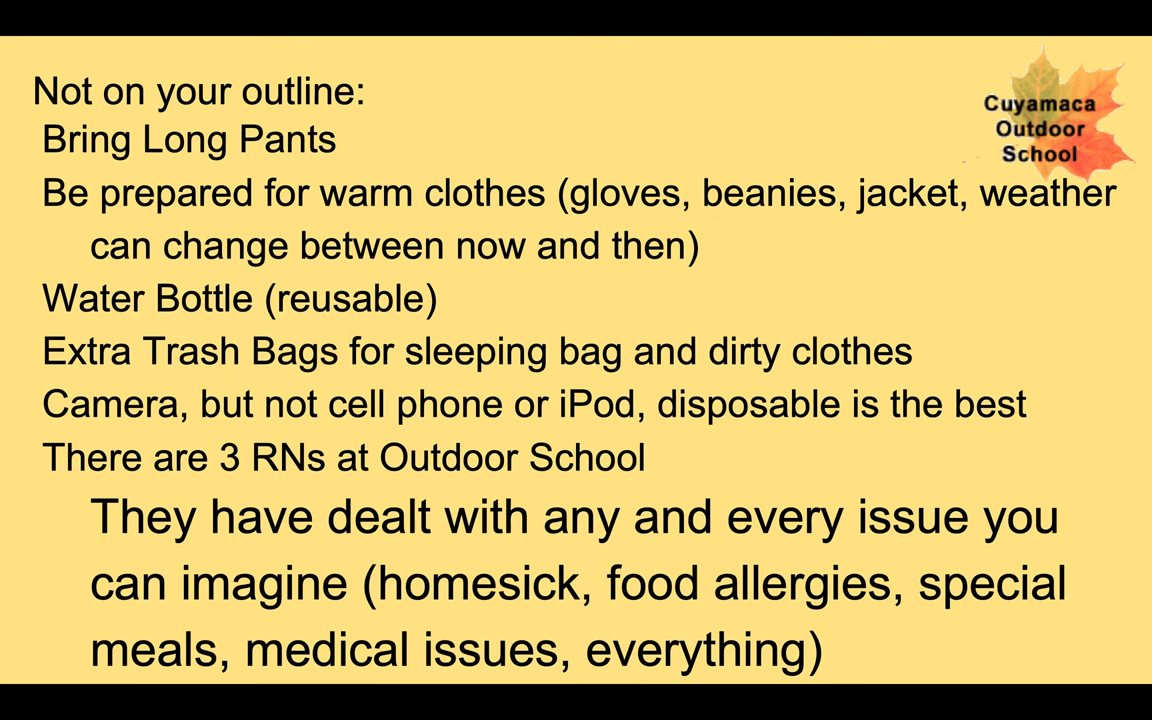 Not on your outline:
Bring Long Pants
Be prepared for warm clothes (gloves, beanies, jacket, weather
can change between now and then)
Water Bottle (reusable)
Extra Trash Bags for sleeping bag and dirty clothes
Camera, but not cell phone or iPod, disposable is the best
There are 3 RNs at Outdoor School
They have dealt with any and every issue you
can imagine (homesick, food allergies, special
meals, medical issues, everything)
Cuyamaca
Outdoor
School